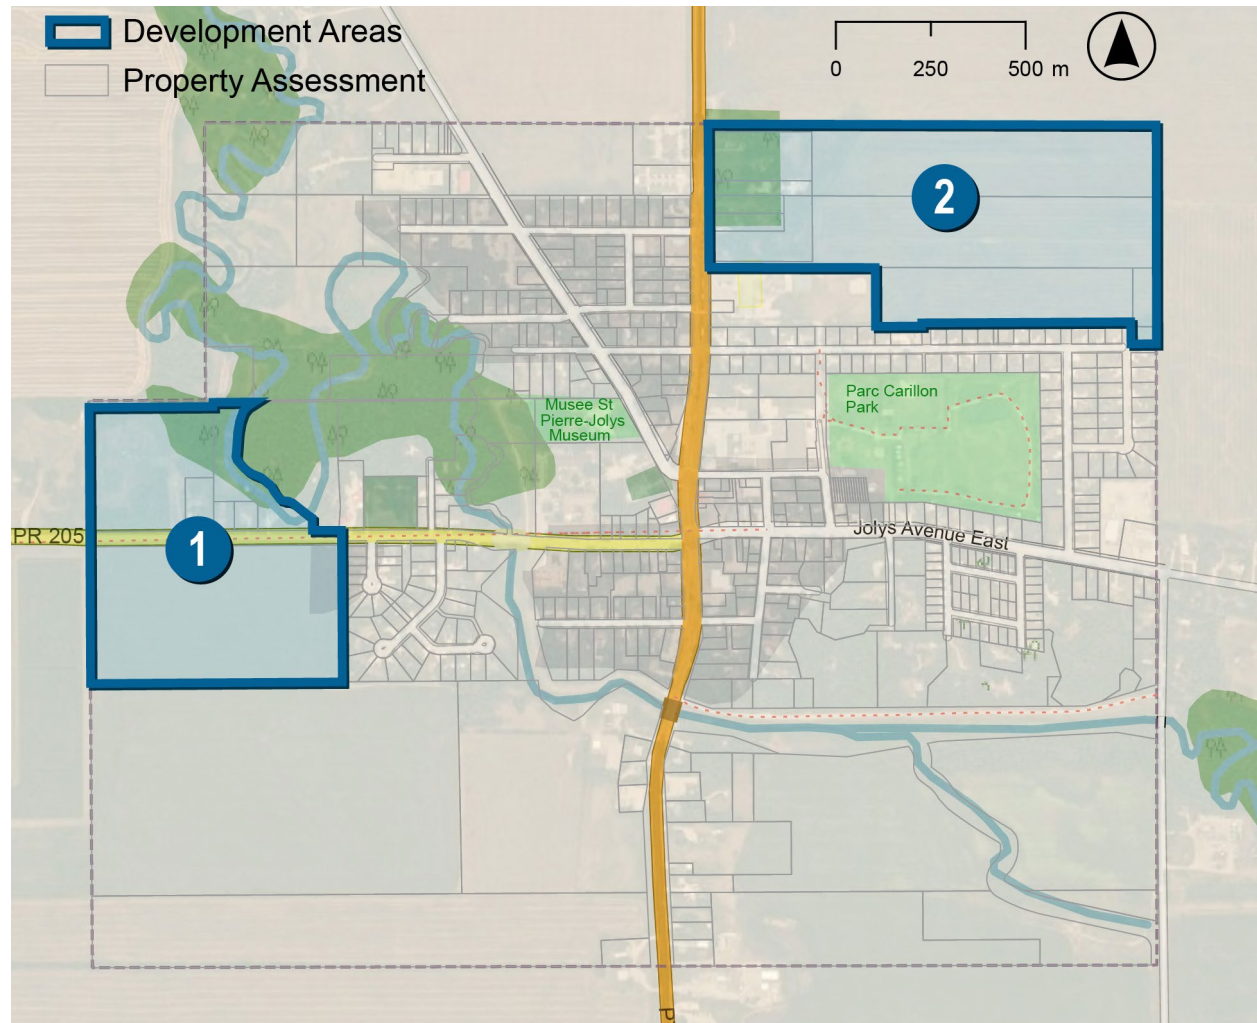 Development Areas
Property Assessment
0 250 500 m
2
Parc Carillon
Park
Musee St
Pierre-Jolys
Museum
PR 205
1
Jolys Avenue East